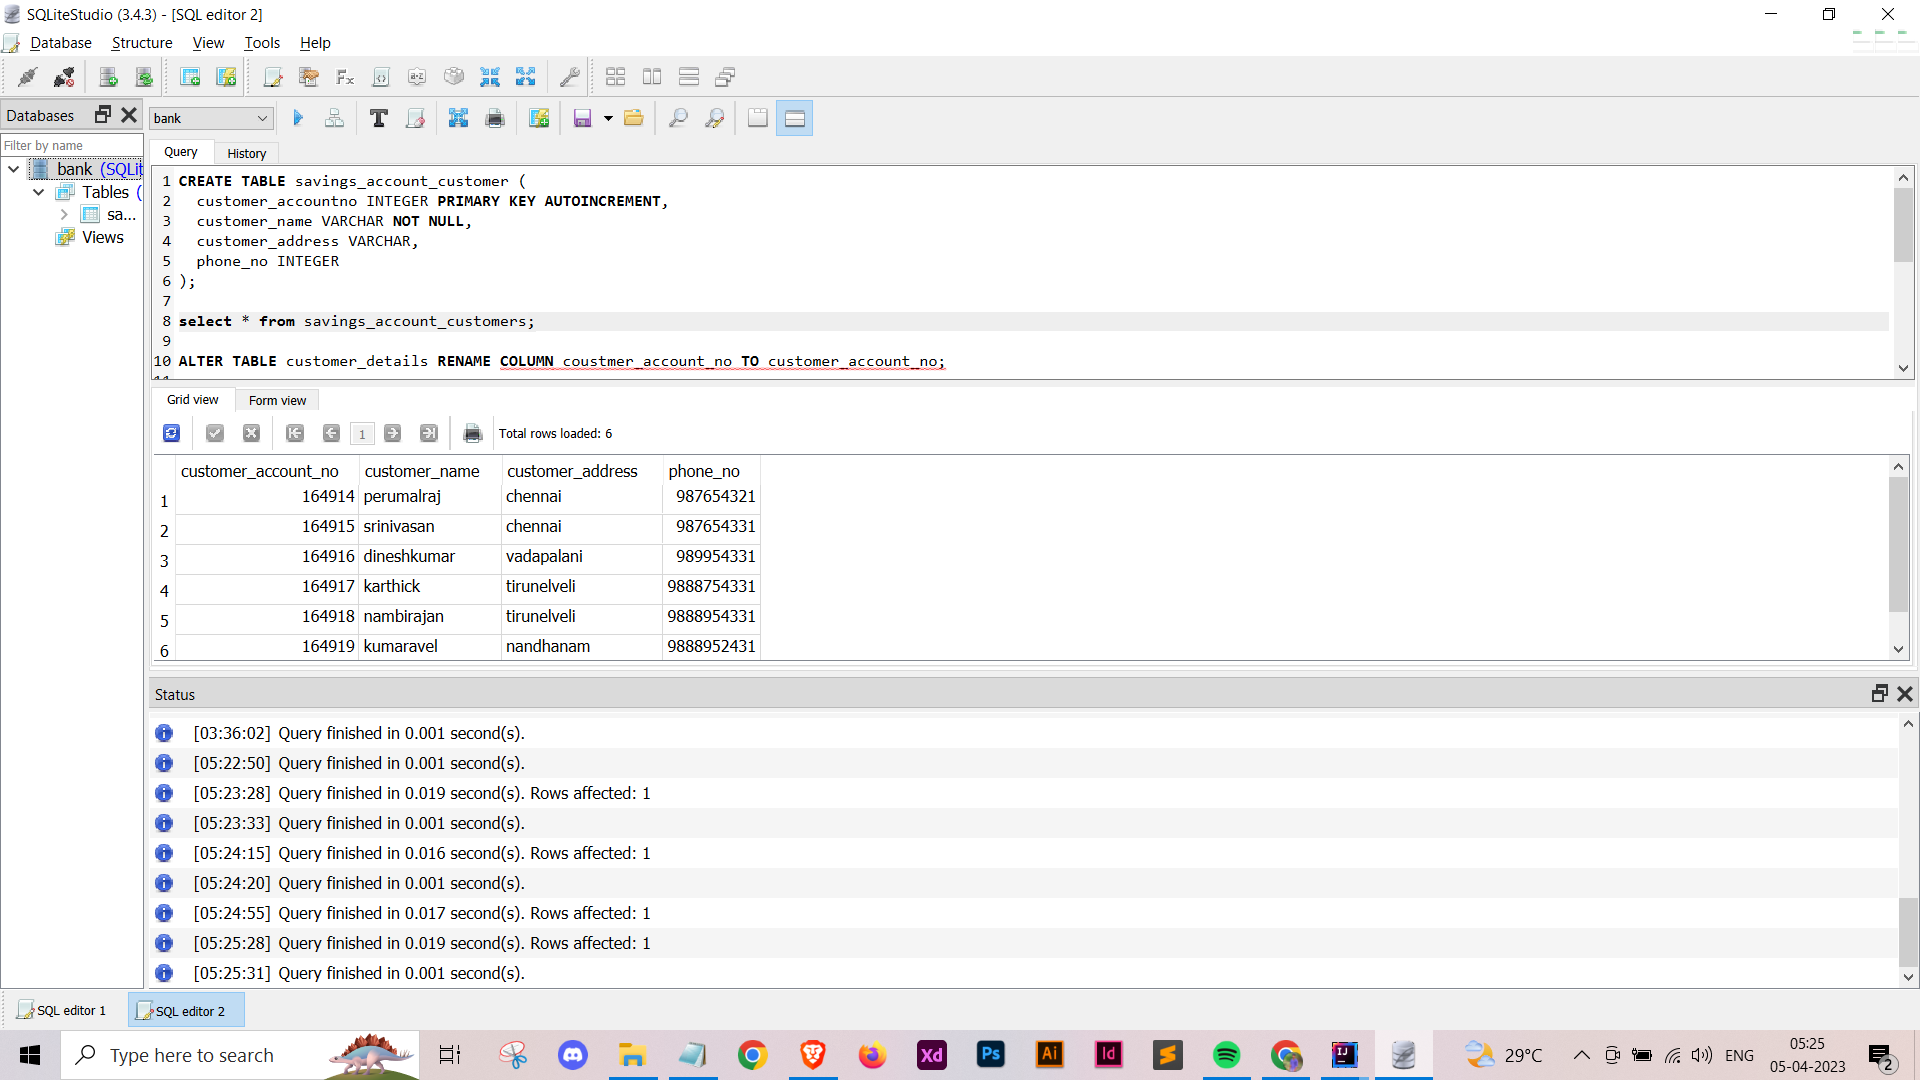 SQLiteStudio (3.4.3) - [SQL editor 2]
Database Structure View Tools Help
Databases
bank
Filter by name
Query History
bank (SQLit
Tables (
sa...
Views
1 CREATE TABLE savings_account_customer (
2 customer_accountno INTEGER PRIMARY KEY AUTOINCREMENT,
3 customer_name VARCHAR NOT NULL,
4 customer_address VARCHAR,
5 phone_no INTEGER
6 );
7
8 select * from savings_account_customers;
9
10 ALTER TABLE customer_details RENAME COLUMN coustmer_account_no TO customer_account_no;
Grid view Form view
1 Total rows loaded: 6
customer_account_no customer_name customer_address phone_no
1 164914 perumalraj chennai 987654321
2 164915 srinivasan chennai 987654331
3 164916 dineshkumar vadapalani 989954331
4 164917 karthick tirunelveli 9888754331
5 164918 nambirajan tirunelveli 9888954331
6 164919 kumaravel nandhanam 9888952431
Status
[03:36:02] Query finished in 0.001 second(s).
[05:22:50] Query finished in 0.001 second(s).
[05:23:28] Query finished in 0.019 second(s). Rows affected: 1
[05:23:33] Query finished in 0.001 second(s).
[05:24:15] Query finished in 0.016 second(s). Rows affected: 1
[05:24:20] Query finished in 0.001 second(s).
[05:24:55] Query finished in 0.017 second(s). Rows affected: 1
[05:25:28] Query finished in 0.019 second(s). Rows affected: 1
[05:25:31] Query finished in 0.001 second(s).
SQL editor 1 SQL editor 2
Type here to search
Xd Ps Ai Id IJ
29°C ENG
05:25
05-04-2023
2